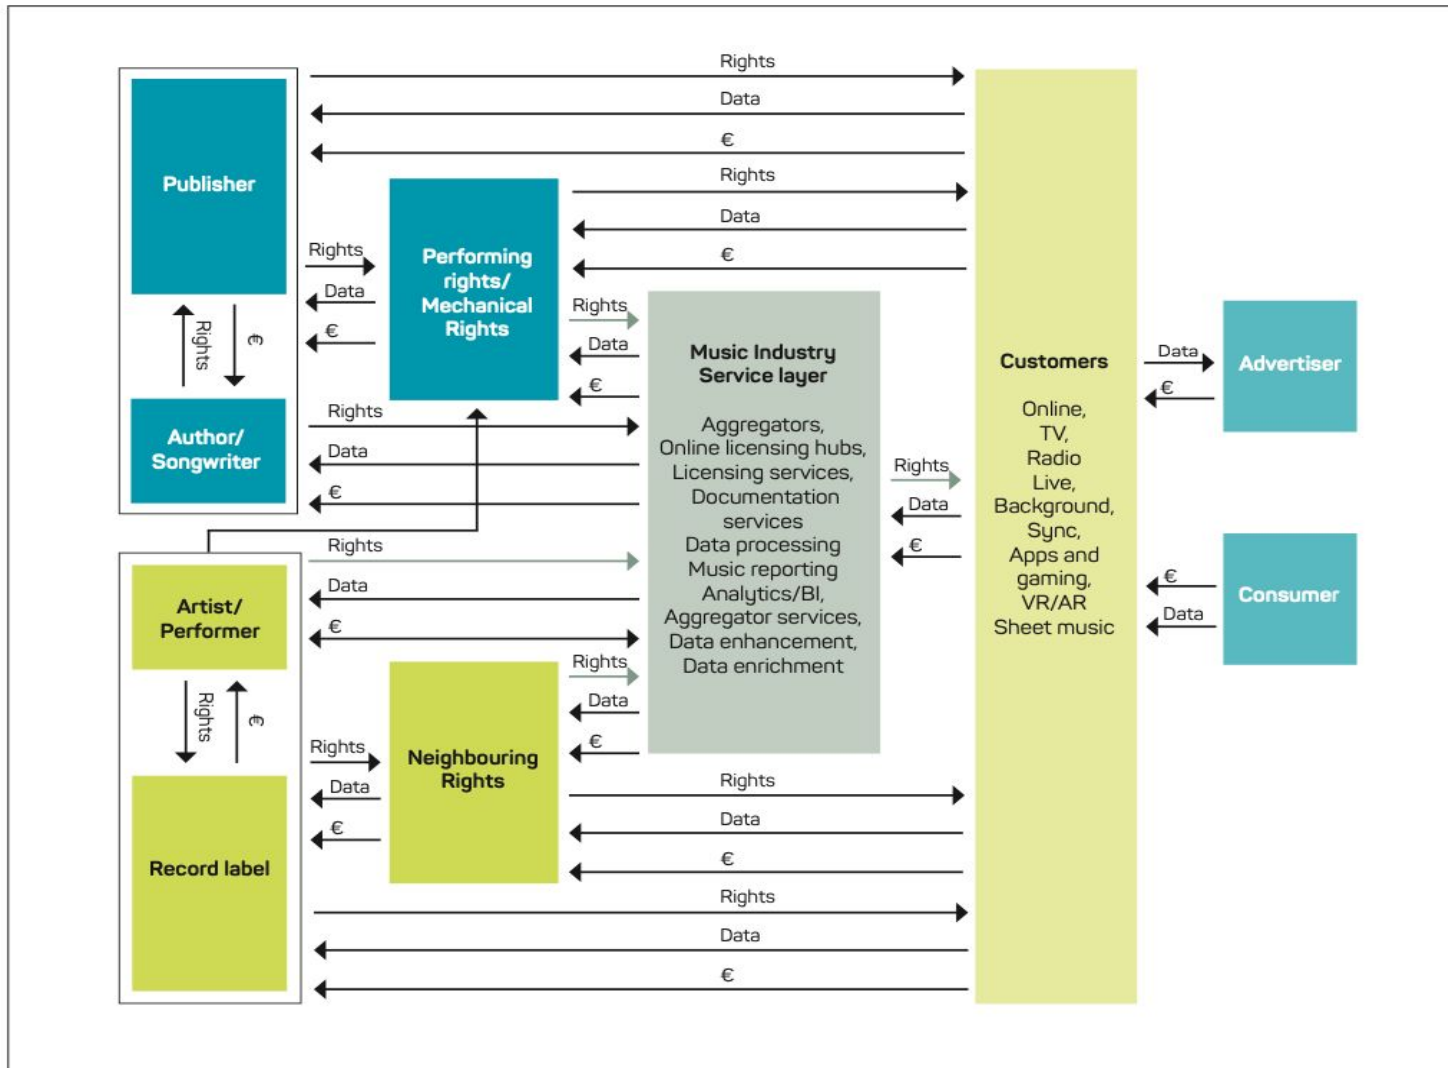 Rights
Data
€
Publisher
Rights
€
Author/
Songwriter
Rights
Data
€
Performing
rights/
Mechanical
Rights
Rights
Data
€
Rights
Data
€
Rights
Data
€
Music Industry
Service layer
Aggregators,
Online licensing hubs,
Licensing services,
Documentation
services
Data processing
Music reporting
Analytics/BI,
Aggregator services,
Data enhancement,
Data enrichment
Rights
Data
€
Customers
Online,
TV,
Radio
Live,
Background,
Sync,
Apps and
gaming,
VR/AR
Sheet music
Data
€
Advertiser
€
Data
Consumer
Rights
Data
€
Artist/
Performer
Rights
€
Record label
Rights
Data
€
Neighbouring
Rights
Rights
Data
€
Rights
Data
€
Rights
Data
€